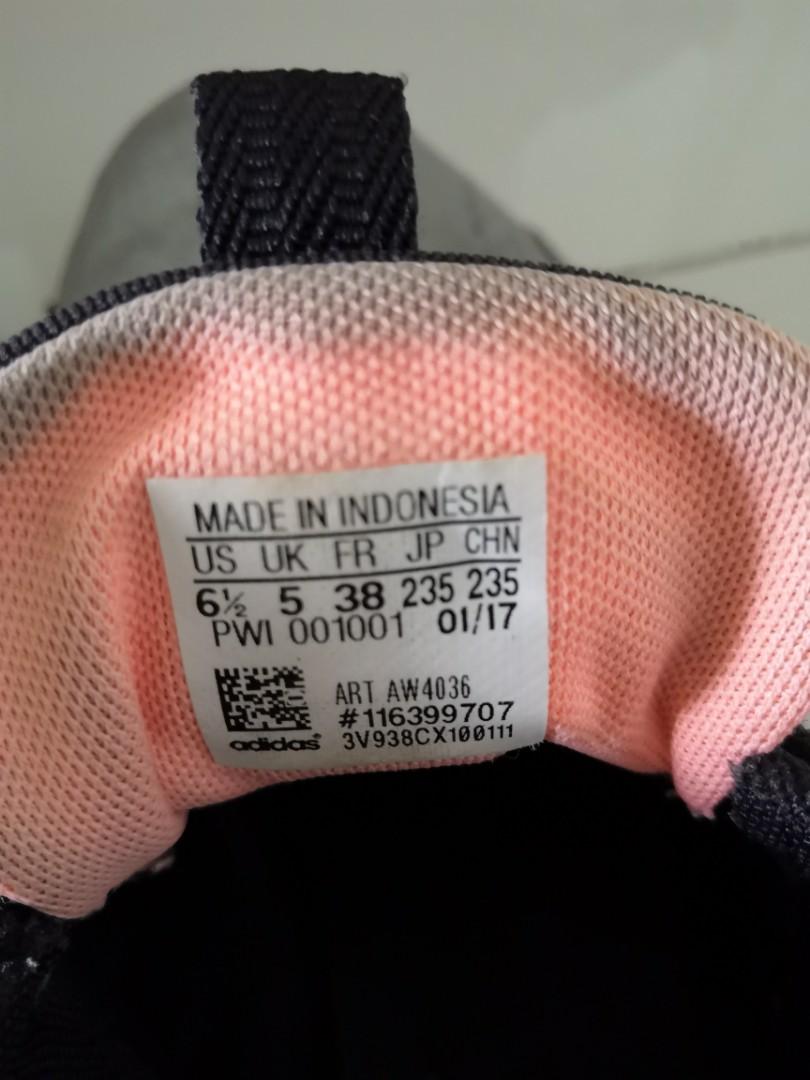 MADE IN INDONESIA
US UK FR JP CHN
6½ 5 38 235 235
PWI 001001 01/17
ART AW4036
#116399707
adidas®
3V938CX100111